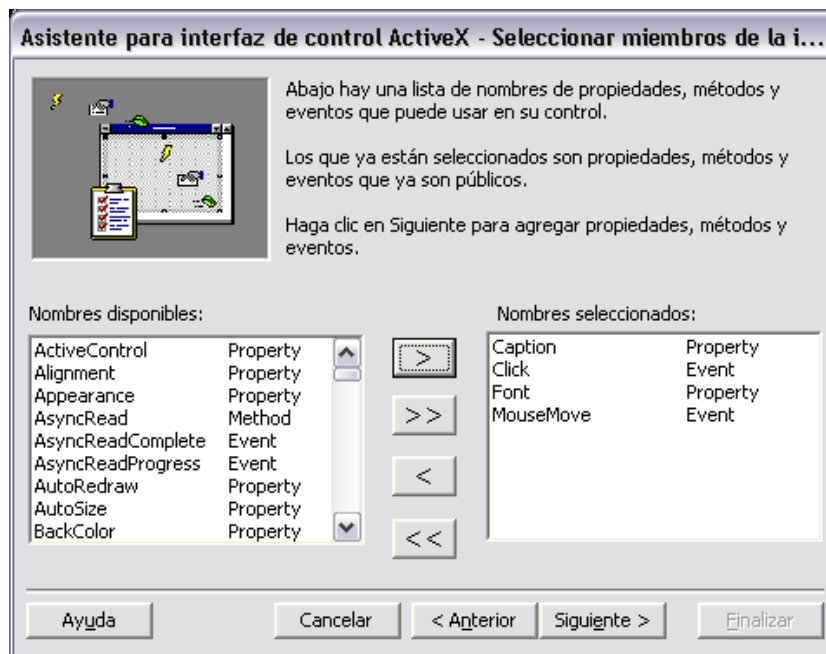 Asistente para interfaz de control ActiveX - Seleccionar miembros de la i...
Abajo hay una lista de nombres de propiedades, métodos y
eventos que puede usar en su control.
Los que ya están seleccionados son propiedades, métodos y
eventos que ya son públicos.
Haga clic en Siguiente para agregar propiedades, métodos y
eventos.
Nombres disponibles:
ActiveControl Property
Alignment Property
Appearance Property
AsyncRead Method
AsyncReadComplete Event
AsyncReadProgress Event
AutoRedraw Property
AutoSize Property
BackColor Property
>
>>
<
<<
Nombres seleccionados:
Caption Property
Click Event
Font Property
MouseMove Event
Ayuda Cancelar < Anterior Siguiente > Finalizar